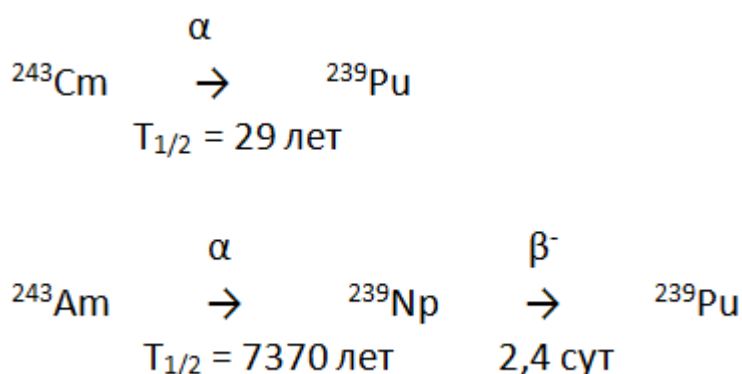 α
²⁴³Cm → ²³⁹Pu
T₁/₂ = 29 лет
α β⁻
²⁴³Am → ²³⁹Np → ²³⁹Pu
T₁/₂ = 7370 лет 2,4 сут